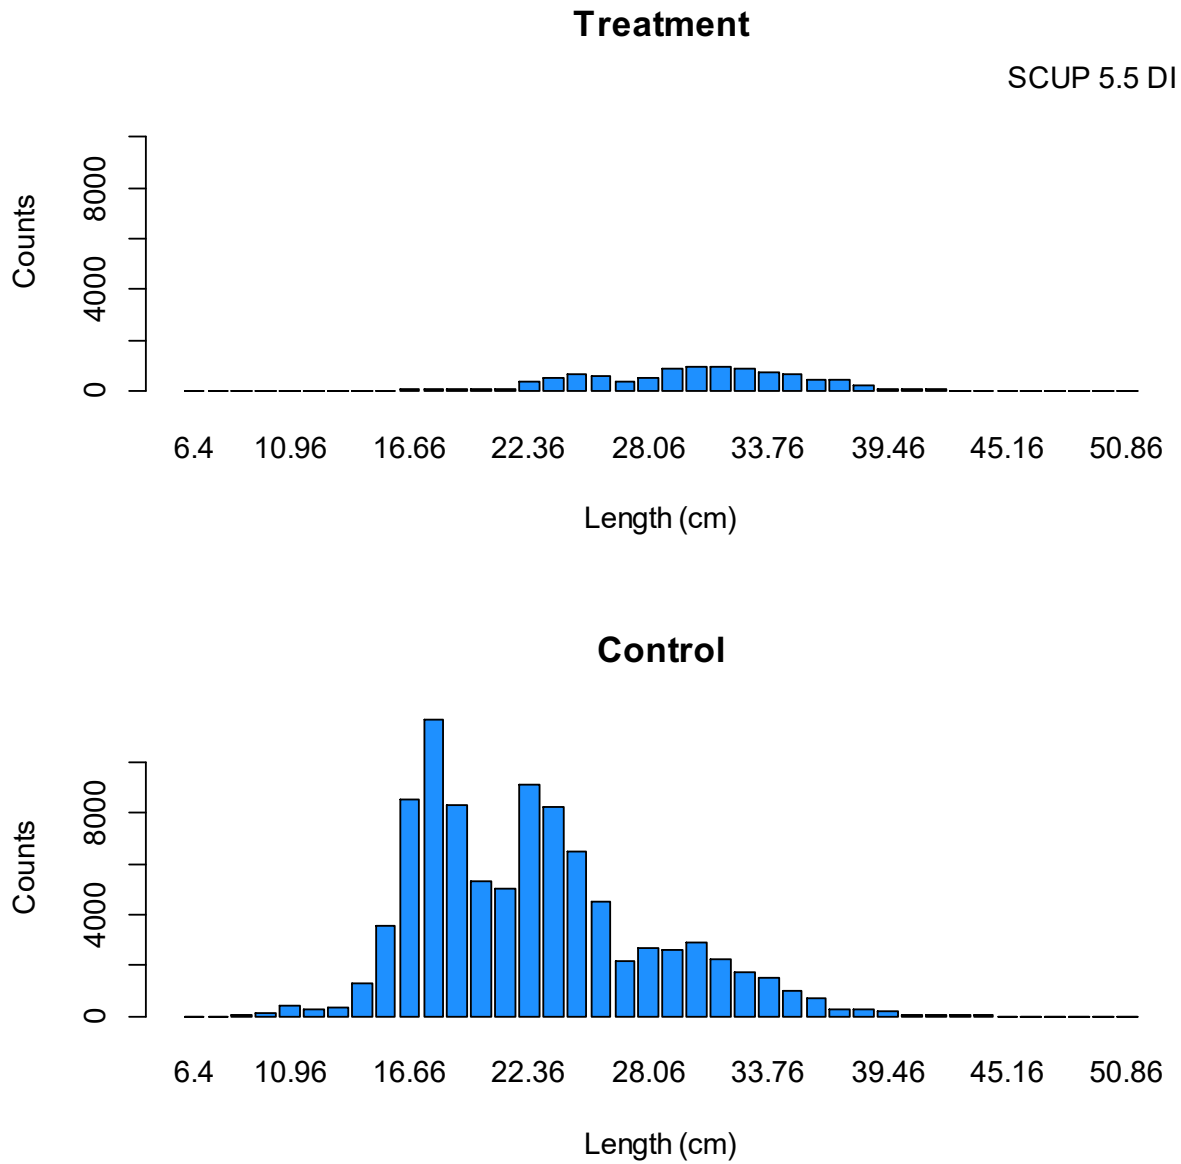 Treatment
SCUP 5.5 DI
Counts
8000
4000
0
6.4 10.96 16.66 22.36 28.06 33.76 39.46 45.16 50.86
Length (cm)
Control
Counts
8000
4000
0
6.4 10.96 16.66 22.36 28.06 33.76 39.46 45.16 50.86
Length (cm)